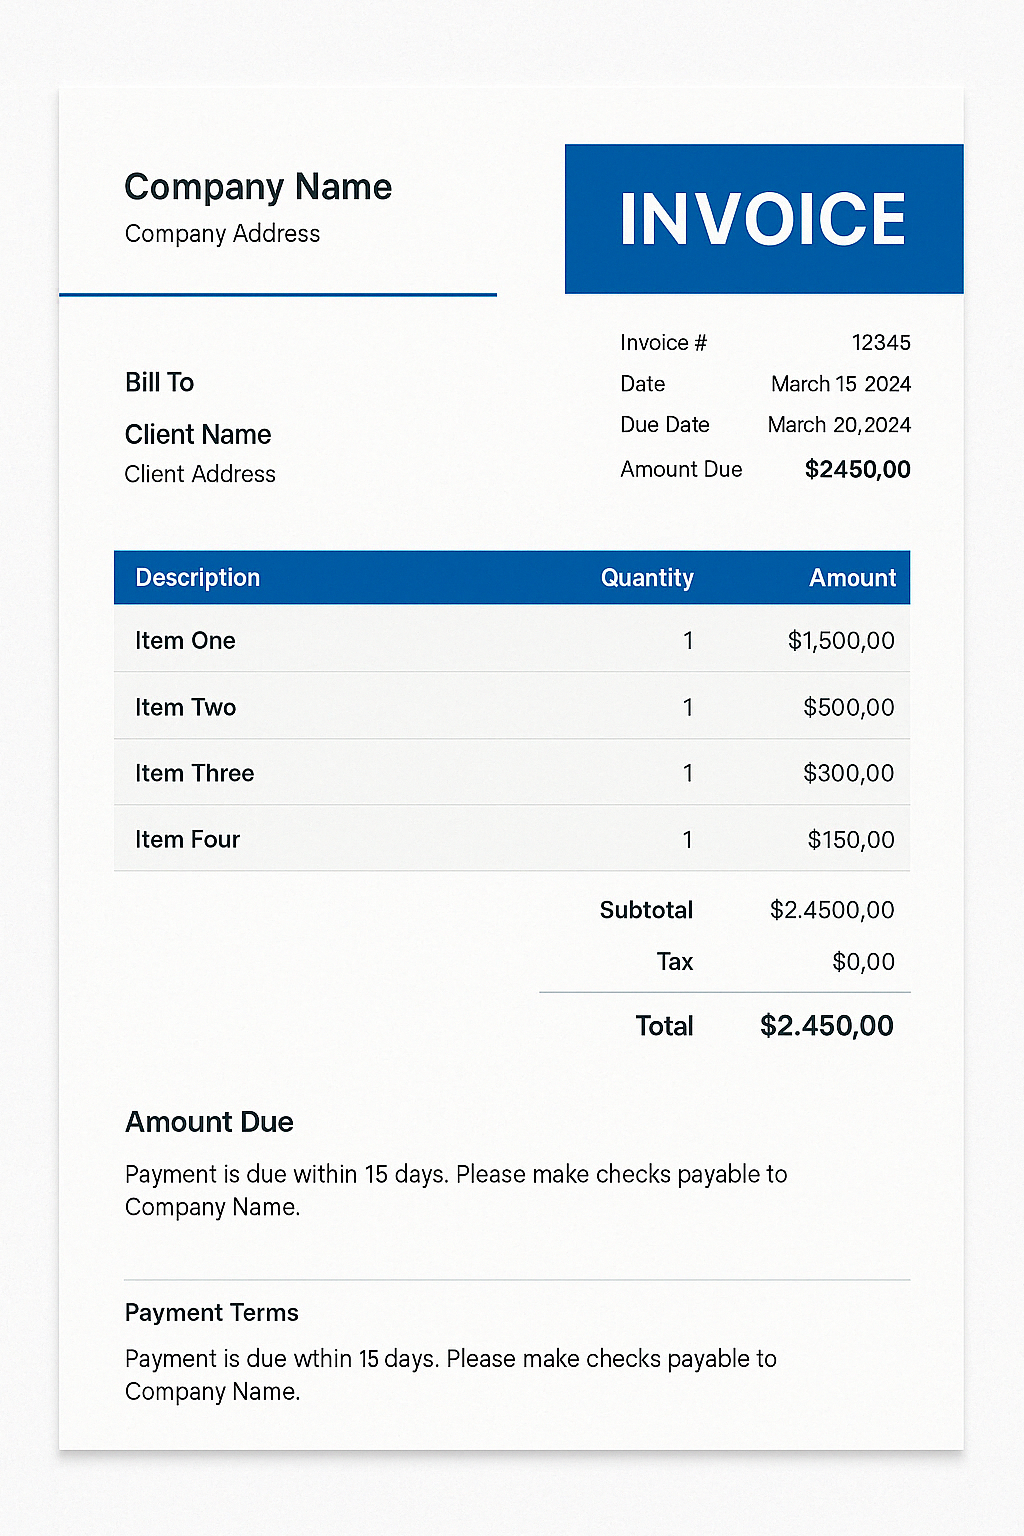 Company Name
Company Address
INVOICE
Invoice # 12345
Date March 15 2024
Due Date March 20,2024
Amount Due $2450,00
Bill To
Client Name
Client Address
Description Quantity Amount
Item One 1 $1,500,00
Item Two 1 $500,00
Item Three 1 $300,00
Item Four 1 $150,00
Subtotal $2.4500,00
Tax $0,00
Total $2.450,00
Amount Due
Payment is due within 15 days. Please make checks payable to
Company Name.
Payment Terms
Payment is due wthin 15 days. Please make checks payable to
Company Name.